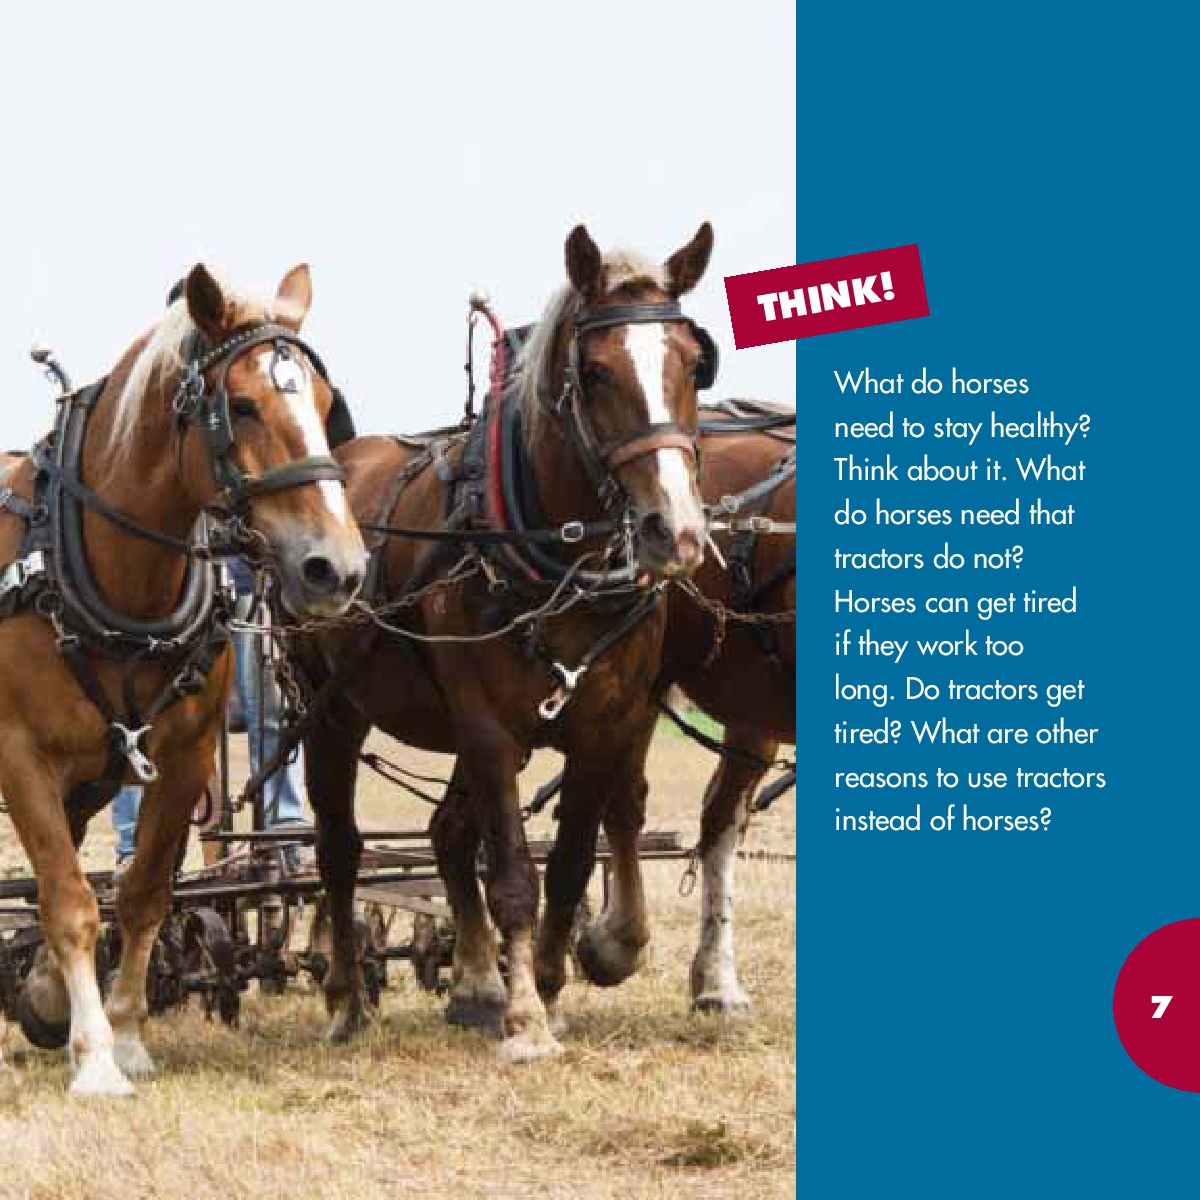 THINK!
What do horses
need to stay healthy?
Think about it. What
do horses need that
tractors do not?
Horses can get tired
if they work too
long. Do tractors get
tired? What are other
reasons to use tractors
instead of horses?
7